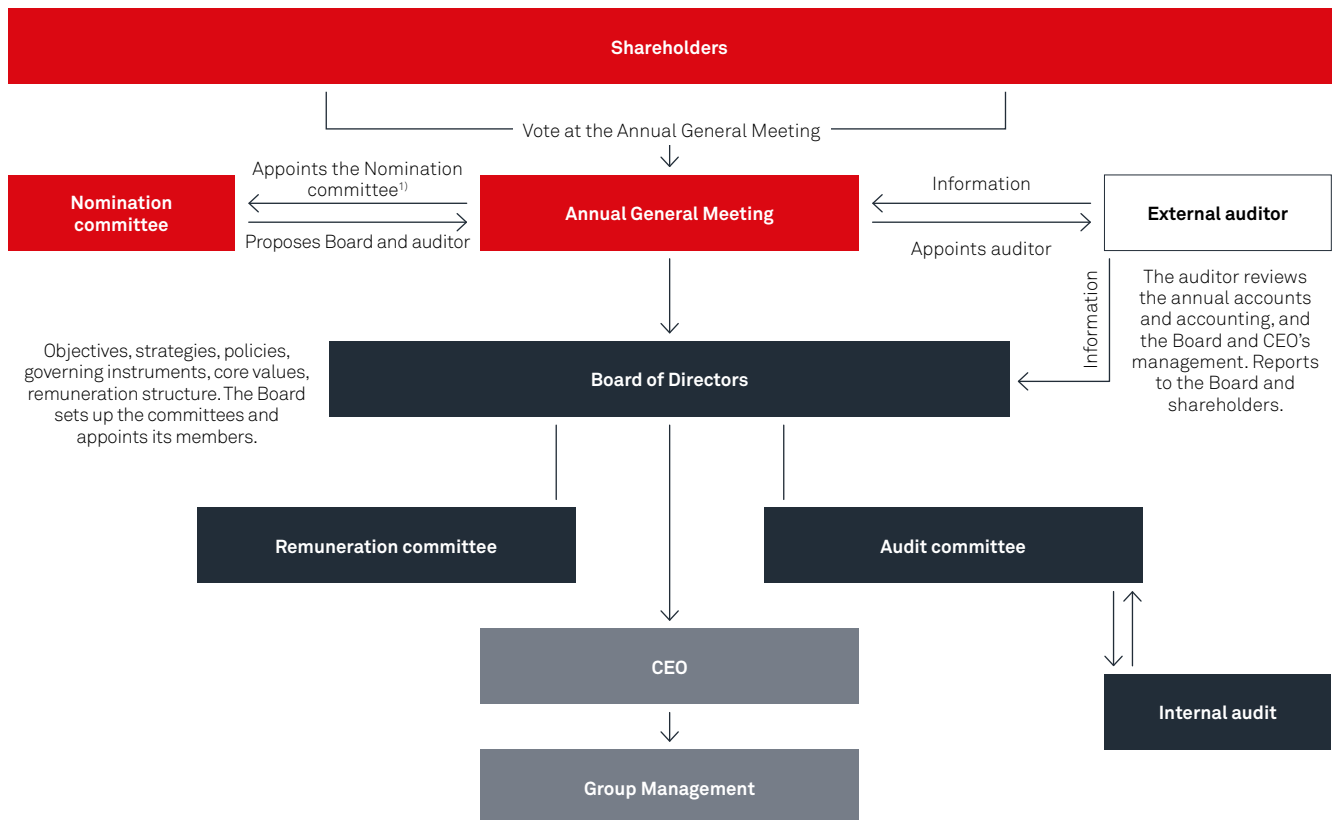 Shareholders
Vote at the Annual General Meeting
Appoints the Nomination
committee¹⁾
Nomination
committee
Proposes Board and auditor
Annual General Meeting
Information
Appoints auditor
External auditor
Information
The auditor reviews
the annual accounts
and accounting, and
the Board and CEO’s
management. Reports
to the Board and
shareholders.
Objectives, strategies, policies,
governing instruments, core values,
remuneration structure. The Board
sets up the committees and
appoints its members.
Board of Directors
Remuneration committee
Audit committee
CEO
Internal audit
Group Management